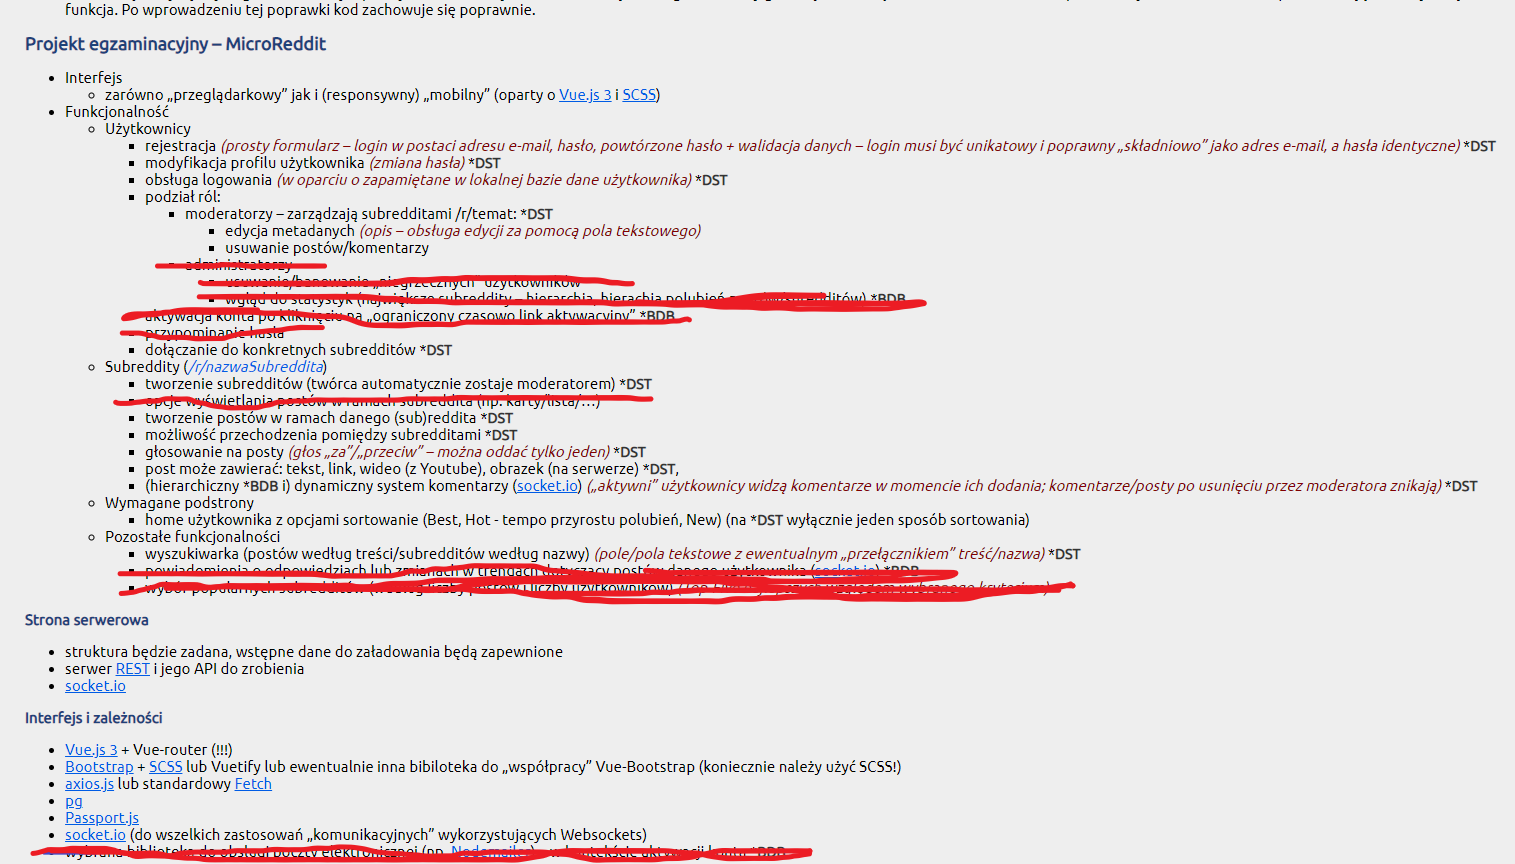 funkcja. Po wprowadzeniu tej poprawki kod zachowuje się poprawnie.
Projekt egzaminacyjny – MicroReddit
Interfejs
zarówno „przeglądarkowy” jak i (responsywny) „mobilny” (oparty o Vue.js 3 i SCSS)
Funkcjonalność
Użytkownicy
rejestracja (prosty formularz – login w postaci adresu e-mail, hasło, powtórzone hasło + walidacja danych – login musi być unikatowy i poprawny „składniowo” jako adres e-mail, a hasła identyczne) *DST
modyfikacja profilu użytkownika (zmiana hasła) *DST
obsługa logowania (w oparciu o zapamiętane w lokalnej bazie dane użytkownika) *DST
podział ról:
moderatorzy – zarządzają subredditami /r/temat: *DST
edycja metadanych (opis – obsługa edycji za pomocą pola tekstowego)
usuwanie postów/komentarzy
administratorzy
usuwanie/banowanie „niegrzecznych” użytkowników
wgląd do statystyk (największe subreddity – hierarchia, hierachia polubień *BDB
aktywacja konta po kliknięciu na „ograniczony czasowo link aktywacyjny” *BDB
przypominanie hasła
dołączanie do konkretnych subredditów *DST
Subreddity (/r/nazwaSubreddita)
tworzenie subredditów (twórca automatycznie zostaje moderatorem) *DST
opcje wyświetlania postów w ramach subreddita (np. karty/lista/…)
tworzenie postów w ramach danego (sub)reddita *DST
możliwość przechodzenia pomiędzy subredditami *DST
głosowanie na posty (głos „za”/„przeciw” – można oddać tylko jeden) *DST
post może zawierać: tekst, link, wideo (z Youtube), obrazek (na serwerze) *DST,
(hierarchiczny *BDB i) dynamiczny system komentarzy (socket.io) („aktywni” użytkownicy widzą komentarze w momencie ich dodania; komentarze/posty po usunięciu przez moderatora znikają) *DST
Wymagane podstrony
home użytkownika z opcjami sortowanie (Best, Hot - tempo przyrostu polubień, New) (na *DST wyłącznie jeden sposób sortowania)
Pozostałe funkcjonalności
wyszukiwarka (postów według treści/subredditów według nazwy) (pole/pola tekstowe z ewentualnym „przełącznikiem” treść/nazwa) *DST
powiadomienia o odpowiedziach lub zmianach w trendach dotyczący postów danego użytkownika (socket.io) *BDB
wybór popularnych subredditów (według liczby postów i liczby użytkowników) wybranego kryterium)
Strona serwerowa
struktura będzie zadana, wstępne dane do załadowania będą zapewnione
serwer REST i jego API do zrobienia
socket.io
Interfejs i zależności
Vue.js 3 + Vue-router (!!!)
Bootstrap + SCSS lub Vuetify lub ewentualnie inna bibiloteka do „współpracy” Vue-Bootstrap (koniecznie należy użyć SCSS!)
axios.js lub standardowy Fetch
pg
Passport.js
socket.io (do wszelkich zastosowań „komunikacyjnych” wykorzystujących Websockets)
wybrana biblioteka do obsługi poczty elektronicznej (np. Nodemailer) w kontekście aktywacji konta *BDB